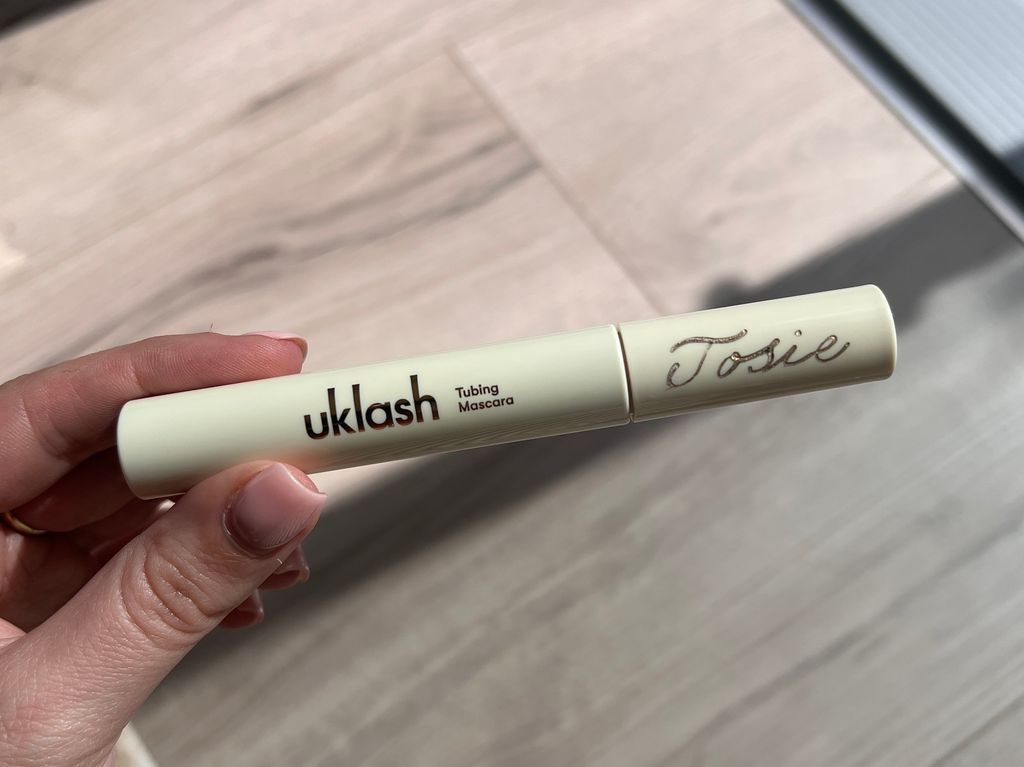 uklash
Tubing
Mascara
Josie